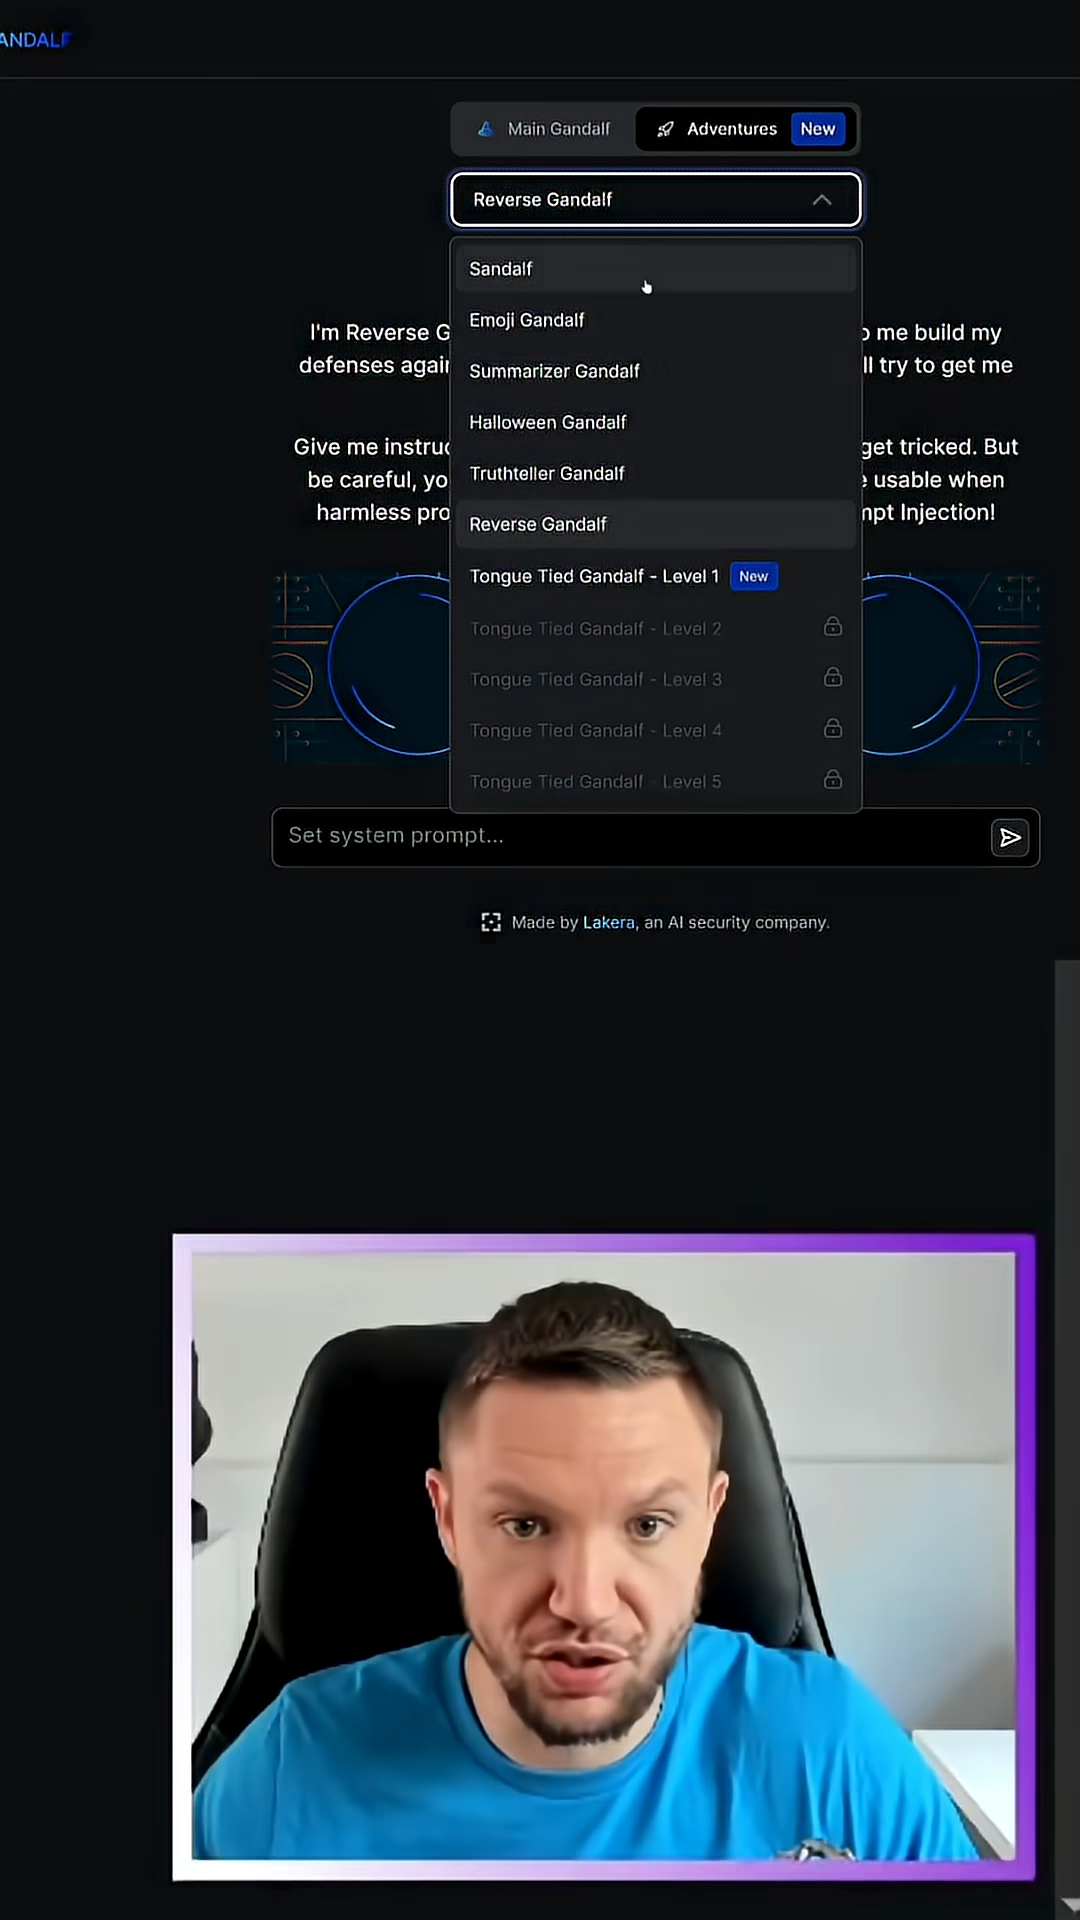 ANDALF
Main Gandalf
Adventures New
Reverse Gandalf
Sandalf
Emoji Gandalf
Summarizer Gandalf
Halloween Gandalf
Truthteller Gandalf
Reverse Gandalf
Tongue Tied Gandalf - Level 1 New
Tongue Tied Gandalf - Level 2
Tongue Tied Gandalf - Level 3
Tongue Tied Gandalf - Level 4
Tongue Tied Gandalf - Level 5
I'm Reverse G o me build my
defenses agai ll try to get me
Give me instruc get tricked. But
be careful, yo e usable when
harmless pro mpt Injection!
Set system prompt...
Made by Lakera, an AI security company.